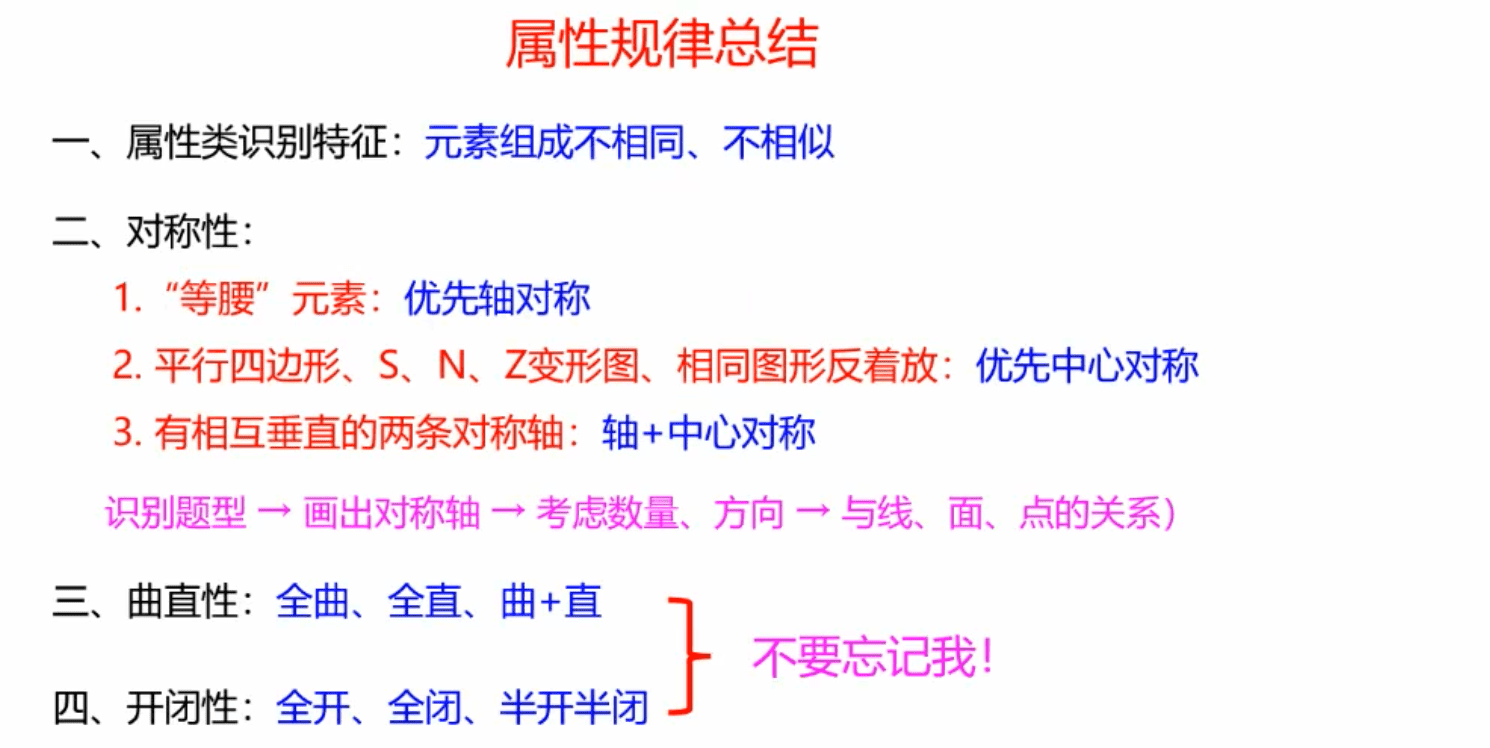 属性规律总结
一、属性类识别特征：元素组成不相同、不相似
二、对称性：
1. “等腰” 元素：优先轴对称
2. 平行四边形、S、N、Z变形图、相同图形反着放：优先中心对称
3. 有相互垂直的两条对称轴：轴+中心对称
识别题型 → 画出对称轴 → 考虑数量、方向 → 与线、面、点的关系）
三、曲直性：全曲、全直、曲+直
不要忘记我！
四、开闭性：全开、全闭、半开半闭